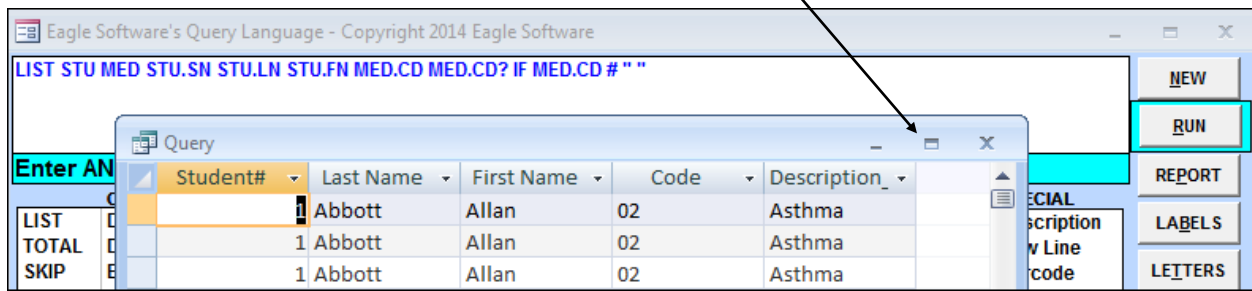 Eagle Software's Query Language - Copyright 2014 Eagle Software
LIST STU MED STU.SN STU.LN STU.FN MED.CD MED.CD? IF MED.CD # " "
NEW
RUN
Query
Enter AN
Student# Last Name First Name Code Description_
REPORT
1 Abbott Allan 02 Asthma
LIST
LABELS
1 Abbott Allan 02 Asthma
TOTAL
1 Abbott Allan 02 Asthma
SKIP
LETTERS